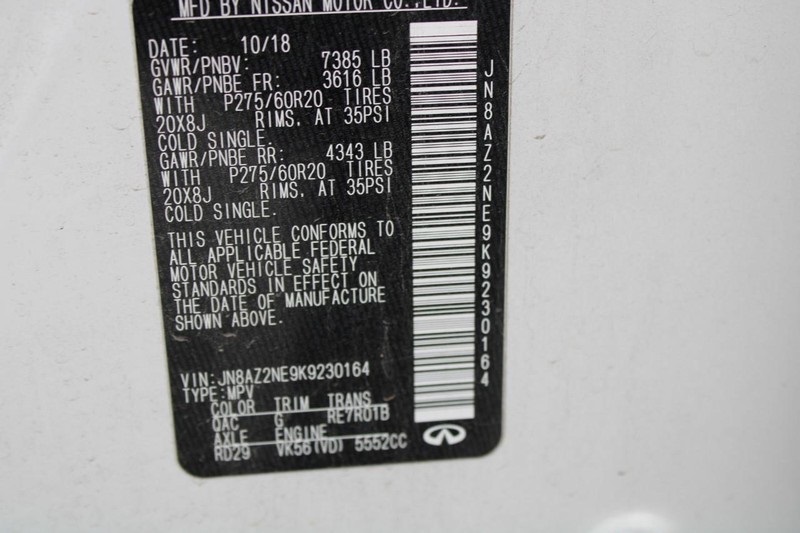 MFD BY NISSAN MOTOR CO.,LTD.
DATE: 10/18
GVWR/PNBV: 7385 LB
GAWR/PNBE FR: 3616 LB
WITH P275/60R20 TIRES
20X8J RIMS, AT 35PSI
COLD SINGLE.
GAWR/PNBE RR: 4343 LB
WITH P275/60R20 TIRES
20X8J RIMS, AT 35PSI
COLD SINGLE.
THIS VEHICLE CONFORMS TO
ALL APPLICABLE FEDERAL
MOTOR VEHICLE SAFETY
STANDARDS IN EFFECT ON
THE DATE OF MANUFACTURE
SHOWN ABOVE.
VIN:JN8AZ2NE9K9230164
TYPE:MPV
COLOR TRIM TRANS
QAC G RE7R01B
AXLE ENGINE
RD29 VK56(VD) 5552CC
JN8AZ2NE9K9230164